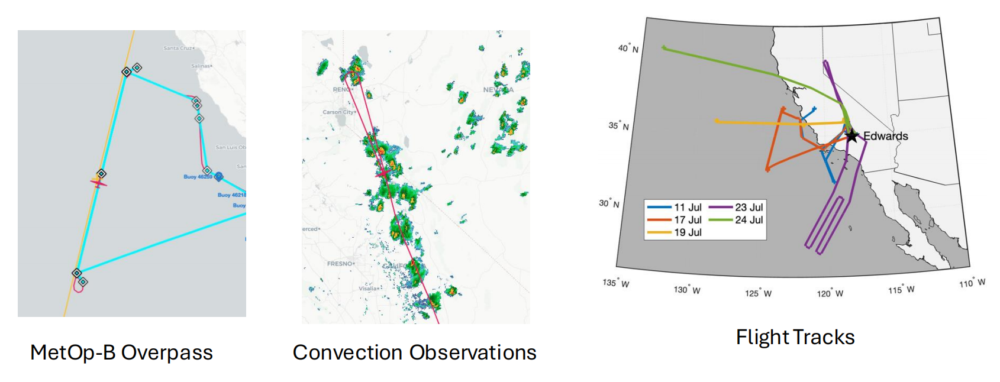 Santa Cruz
Salinas
San Luis Ob
San
Buoy 46259
Buoy 46218
Buoy
MetOp-B Overpass
RENO
NEVADA
Carson City
erced
FRESNO
CALIFO
Visalia
Convection Observations
40° N
35° N
30° N
Edwards
11 Jul
23 Jul
17 Jul
24 Jul
19 Jul
135° W
130° W
125° W
120° W
115° W
110° W
Flight Tracks